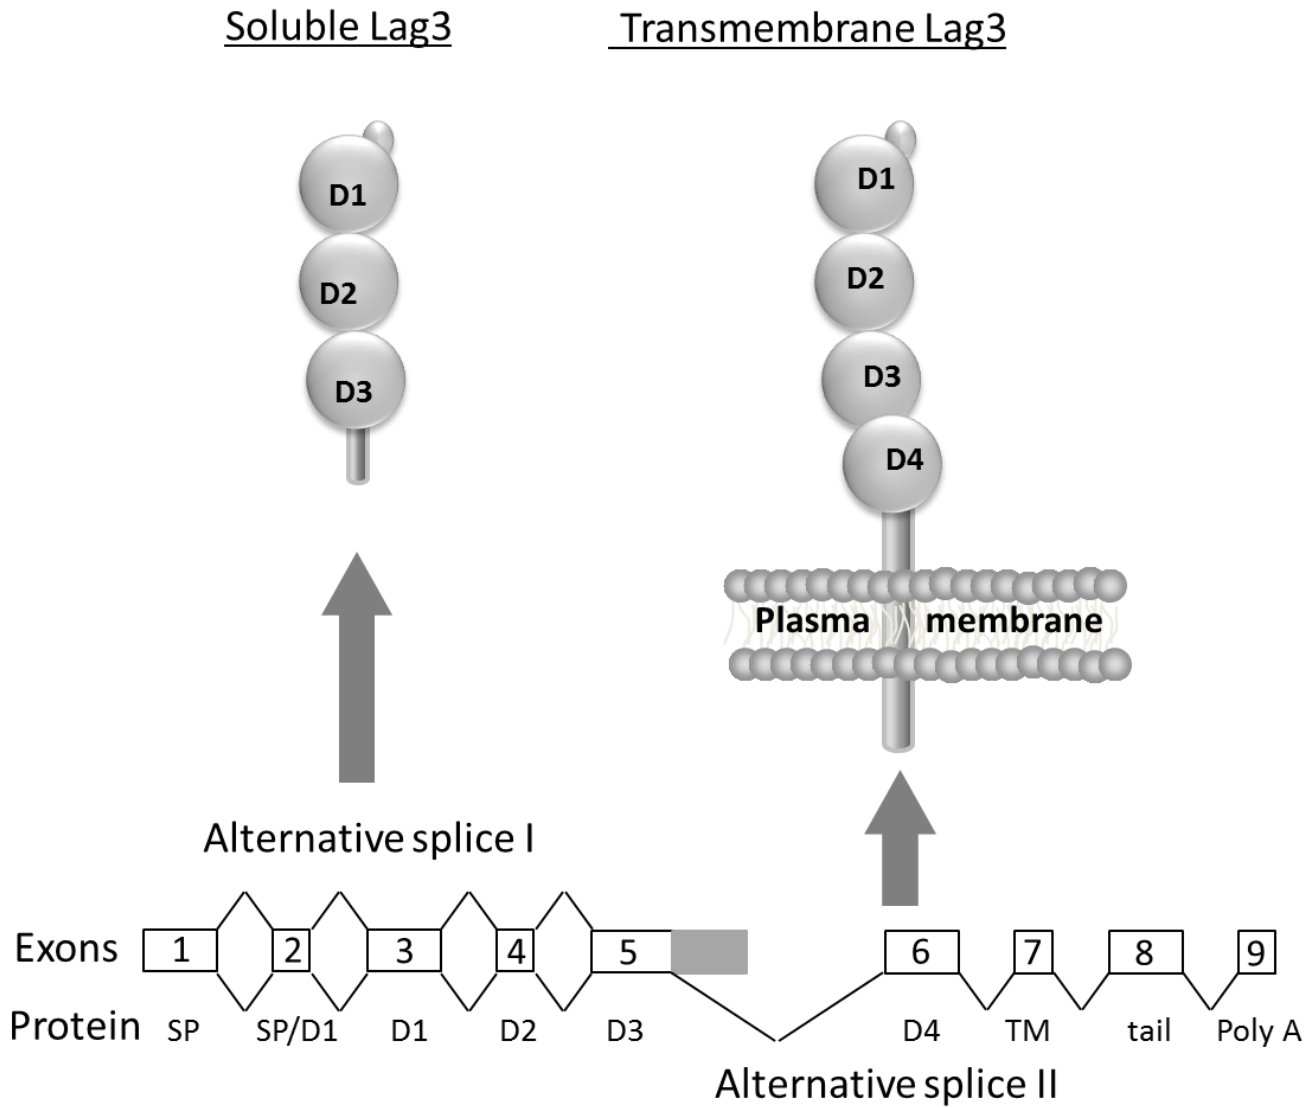 Soluble Lag3 Transmembrane Lag3
D1 D1
D2 D2
D3 D3
D4
Plasma membrane
Alternative splice I
Exons 1 2 3 4 5 6 7 8 9
Protein SP SP/D1 D1 D2 D3 D4 TM tail Poly A
Alternative splice II